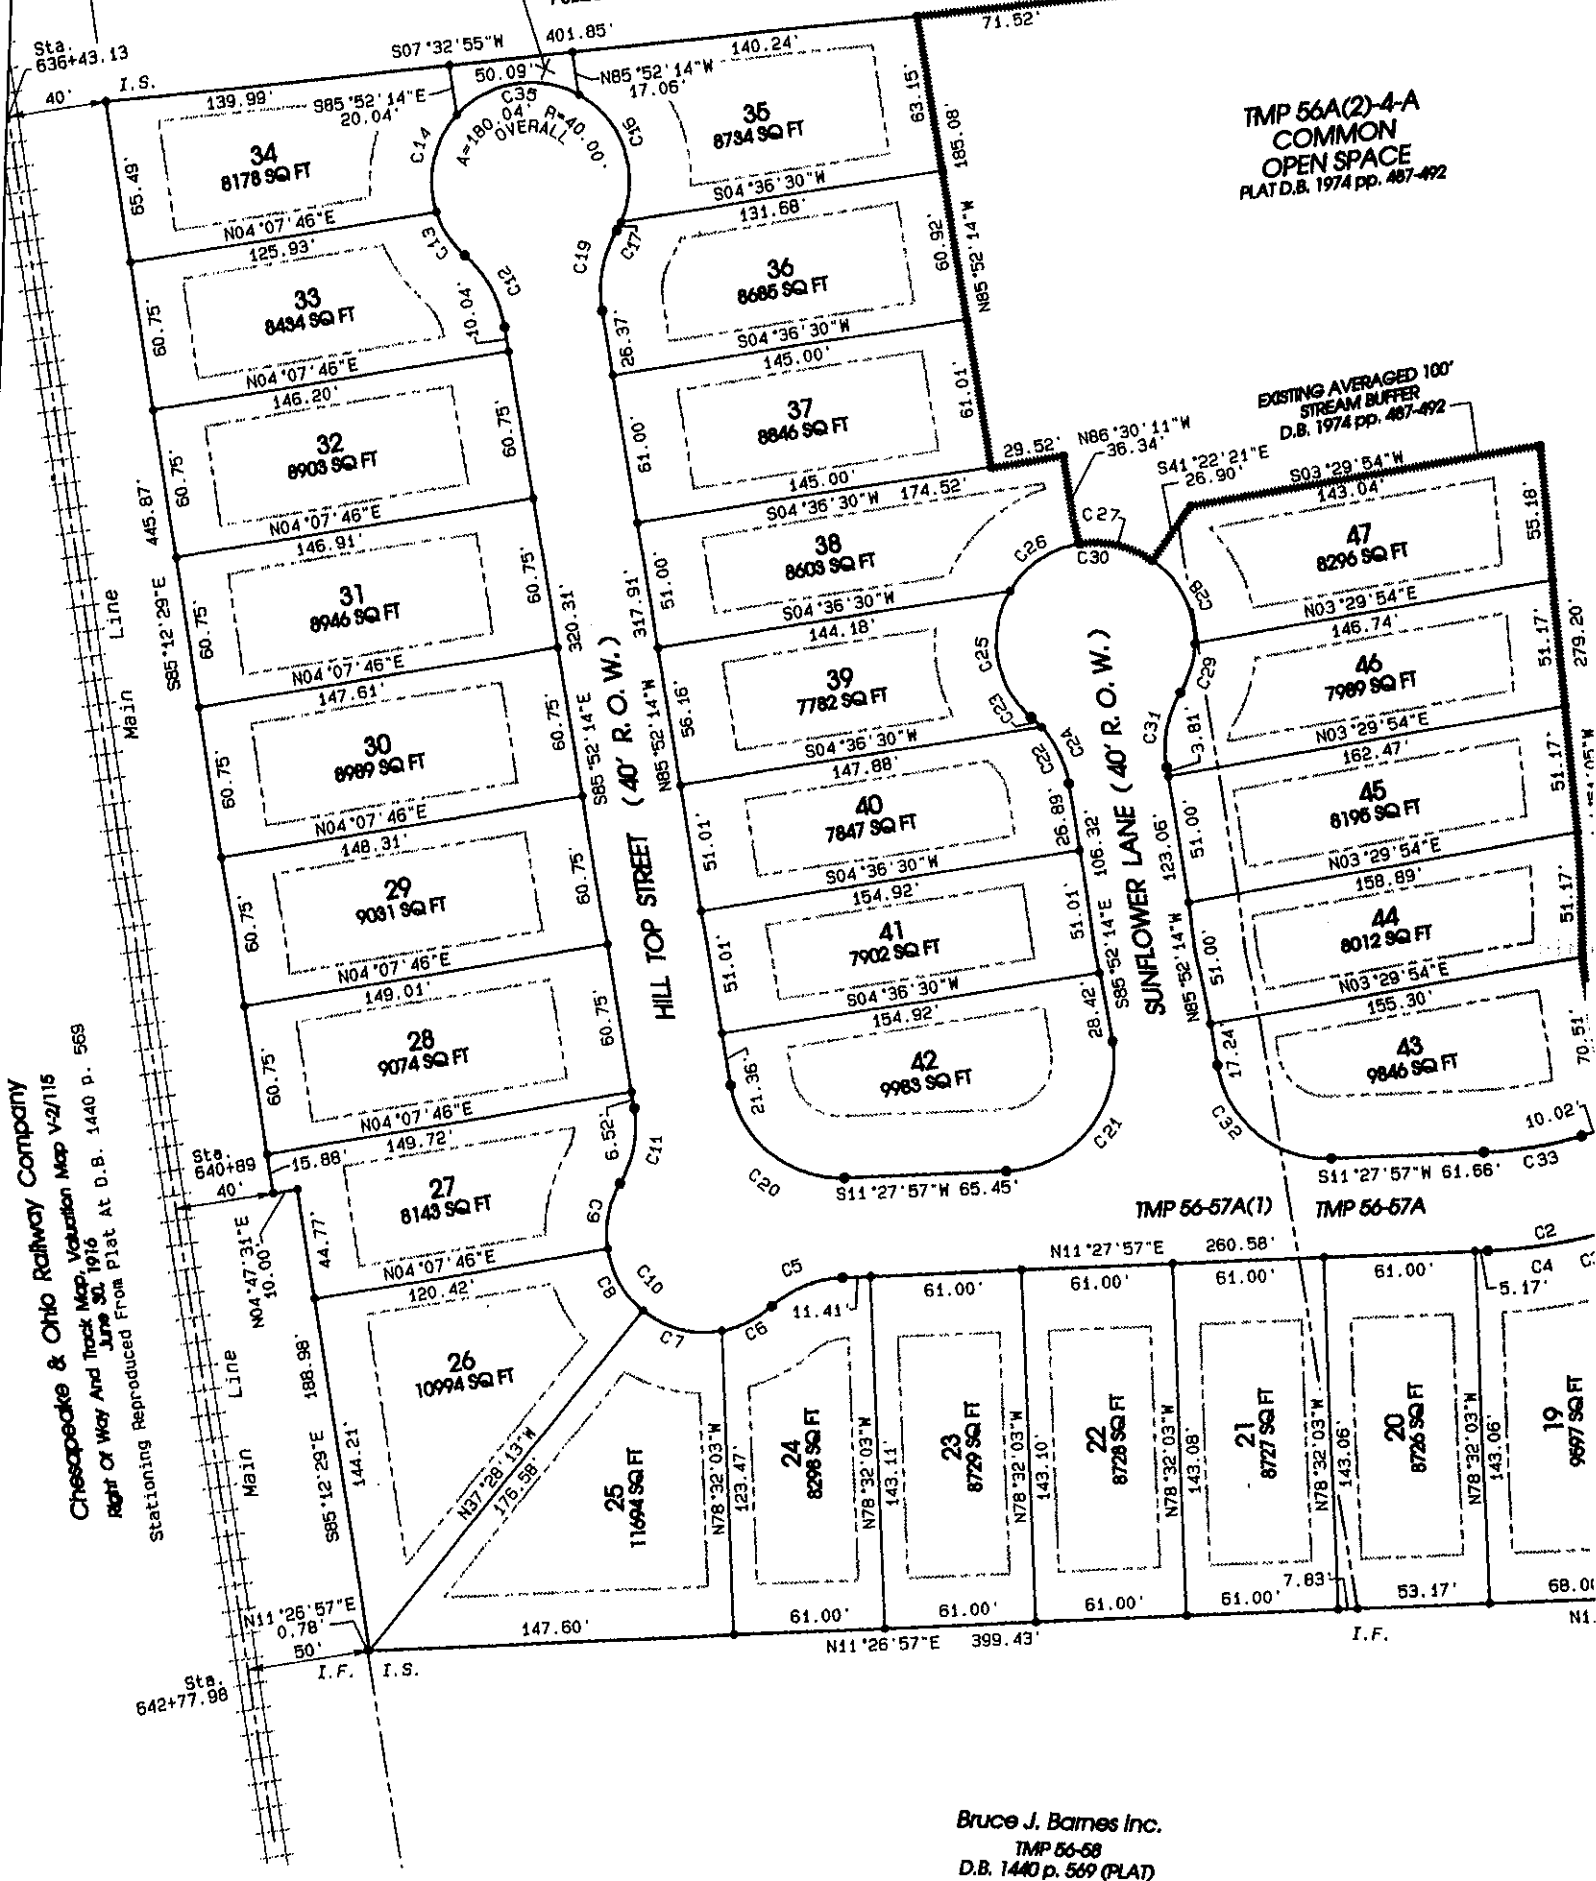 Sta.
636+43.13
40'
I.S.
139.99'
S07°32'55"W
401.85'
50.09'
S85°52'14"E
20.04'
N85°52'14"W
17.06'
140.24'
71.52'
C35
A=180.04' R=40.00'
OVERALL
C14
C16
34
8178 SQ FT
35
8734 SQ FT
63.15'
185.08'
TMP 56A(2)-4-A
COMMON
OPEN SPACE
PLAT D.B. 1974 pp. 487-492
65.49'
N04°07'46"E
125.93'
C13
C12
C19
C17
S04°36'30"W
131.68'
33
8434 SQ FT
10.04'
36
8685 SQ FT
60.92'
N85°52'14"W
60.75'
N04°07'46"E
146.20'
26.37'
S04°36'30"W
145.00'
61.01'
32
8903 SQ FT
60.75'
37
8846 SQ FT
61.00'
EXISTING AVERAGED 100'
STREAM BUFFER
D.B. 1974 pp. 487-492
60.75'
445.87'
N04°07'46"E
146.91'
145.00'
S04°36'30"W 174.52'
29.52'
N86°30'11"W
36.34'
S41°22'21"E
26.90'
S03°29'54"W
143.04'
C27
C30
C26
C28
31
8946 SQ FT
60.75'
320.31'
38
8603 SQ FT
51.00'
317.91'
47
8296 SQ FT
55.18'
S85°12'29"E
60.75'
N04°07'46"E
147.61'
S04°36'30"W
144.18'
N03°29'54"E
146.74'
Main Line
30
8989 SQ FT
60.75'
S85°52'14"E
39
7782 SQ FT
56.16'
N85°52'14"W
C25
C23
C22
C24
C29
C31
3.81'
46
7989 SQ FT
51.17'
279.20'
60.75'
N04°07'46"E
148.31'
S04°36'30"W
147.88'
N03°29'54"E
162.47'
HILL TOP STREET (40' R.O.W.)
SUNFLOWER LANE (40' R.O.W.)
29
9031 SQ FT
60.75'
60.75'
40
7847 SQ FT
51.01'
26.89'
106.32'
123.06'
51.00'
45
8195 SQ FT
51.17'
N04°07'46"E
149.01'
S04°36'30"W
154.92'
N03°29'54"E
158.89'
28
9074 SQ FT
60.75'
60.75'
41
7902 SQ FT
51.01'
51.01'
S85°52'14"E
N85°52'14"W
51.00'
44
8012 SQ FT
51.17'
N04°07'46"E
149.72'
S04°36'30"W
154.92'
28.42'
N03°29'54"E
155.30'
42
9983 SQ FT
21.36'
17.24'
43
9846 SQ FT
70.51'
10.02'
Sta.
640+89
40'
15.88'
27
8143 SQ FT
6.52'
C11
C9
C20
C21
C32
C33
S11°27'57"W 65.45'
S11°27'57"W 61.66'
TMP 56-57A(1)
TMP 56-57A
N04°47'31"E
10.00'
44.77'
N04°07'46"E
120.42'
C8
C10
C7
C6
C5
11.41'
N11°27'57"E
260.58'
61.00'
61.00'
61.00'
61.00'
5.17'
C2
C4
Chesapeake & Ohio Railway Company
Right Of Way And Track Map, Valuation Map V-2/115
June 30, 1916
Stationing Reproduced From Plat At D.B. 1440 p. 569
Main Line
188.98'
S85°12'29"E
144.21'
26
10994 SQ FT
N37°28'13"W
176.58'
25
11694 SQ FT
N78°32'03"W
123.47'
24
8298 SQ FT
N78°32'03"W
143.11'
23
8729 SQ FT
N78°32'03"W
143.10'
22
8728 SQ FT
N78°32'03"W
143.08'
21
8727 SQ FT
N78°32'03"W
143.06'
20
8726 SQ FT
N78°32'03"W
143.06'
19
9697 SQ FT
N11°26'57"E
0.78'
50'
I.F.
I.S.
147.60'
61.00'
61.00'
61.00'
61.00'
7.83'
53.17'
N11°26'57"E 399.43'
I.F.
Sta.
642+77.98
Bruce J. Barnes Inc.
TMP 56-58
D.B. 1440 p. 569 (PLAT)